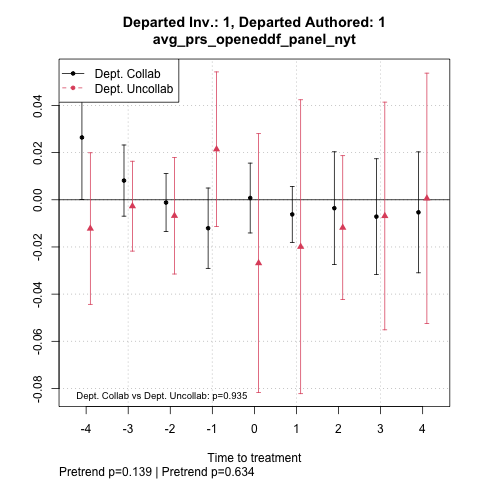 Departed Inv.: 1, Departed Authored: 1
avg_prs_openeddf_panel_nyt
Dept. Collab
Dept. Uncollab
0.04
0.02
0.00
-0.02
-0.04
-0.06
-0.08
Dept. Collab vs Dept. Uncollab: p=0.935
-4 -3 -2 -1 0 1 2 3 4
Time to treatment
Pretrend p=0.139 | Pretrend p=0.634